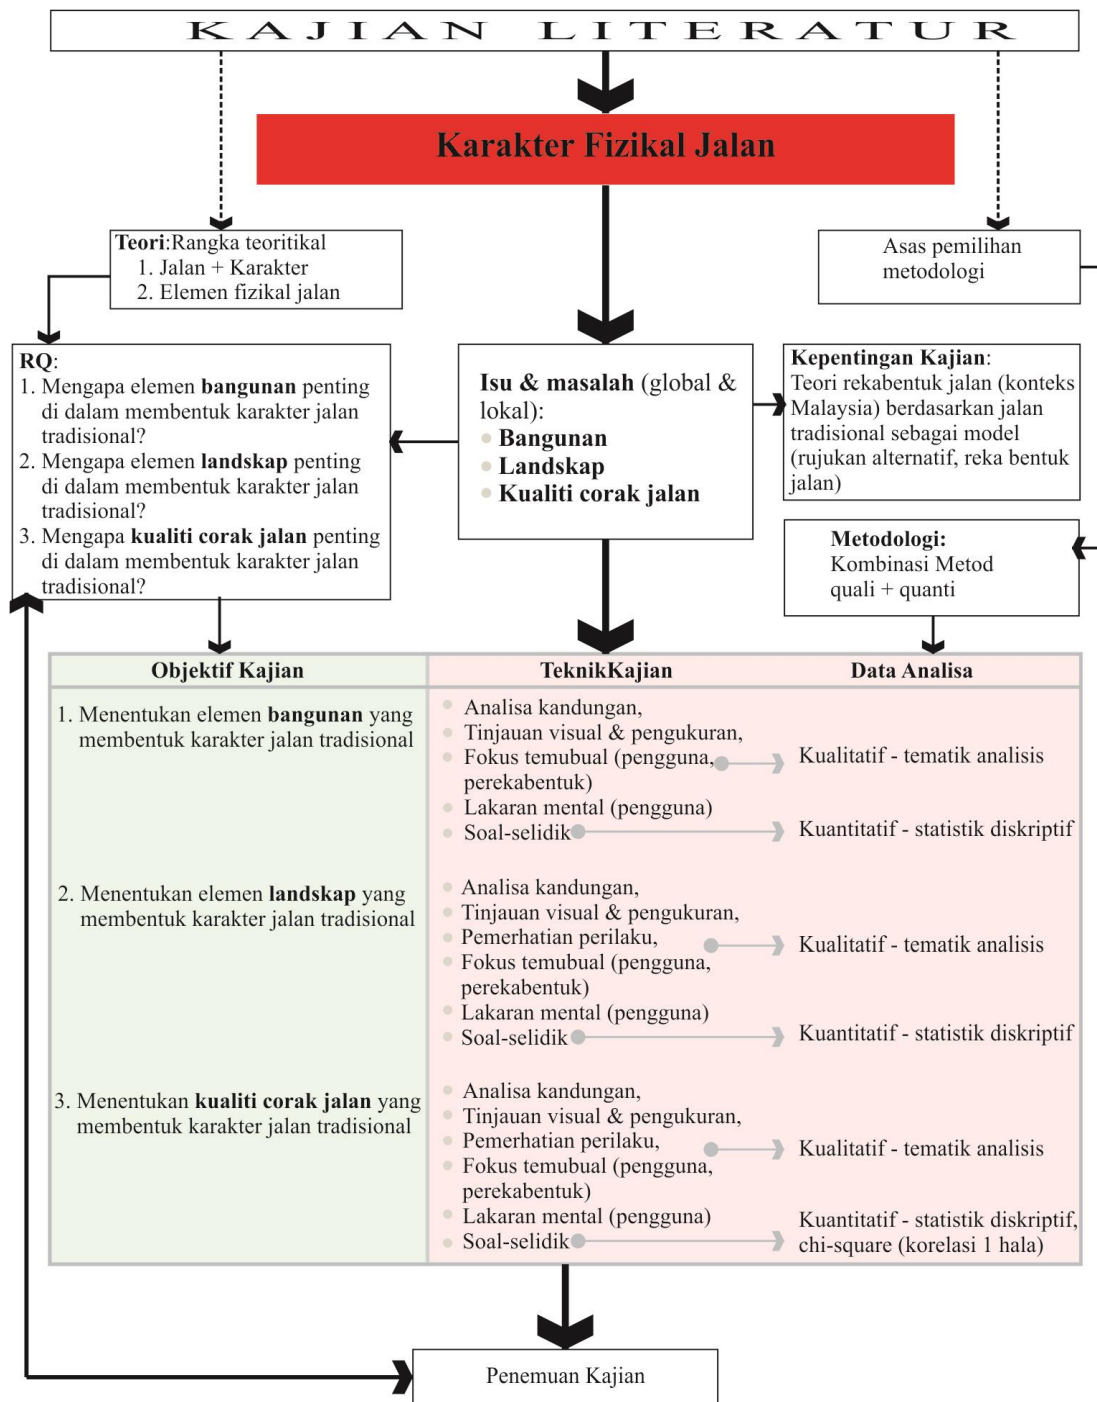 KAJIAN LITERATUR
Karakter Fizikal Jalan
Teori:Rangka teoritikal
1. Jalan + Karakter
2. Elemen fizikal jalan
Asas pemilihan
metodologi
RQ:
1. Mengapa elemen bangunan penting
di dalam membentuk karakter jalan
tradisional?
2. Mengapa elemen landskap penting
di dalam membentuk karakter jalan
tradisional?
3. Mengapa kualiti corak jalan penting
di dalam membentuk karakter jalan
tradisional?
Isu & masalah (global &
lokal):
Bangunan
Landskap
Kualiti corak jalan
Kepentingan Kajian:
Teori rekabentuk jalan (konteks
Malaysia) berdasarkan jalan
tradisional sebagai model
(rujukan alternatif, reka bentuk
jalan)
Metodologi:
Kombinasi Metod
quali + quanti
Objektif Kajian
TeknikKajian
Data Analisa
1. Menentukan elemen bangunan yang
membentuk karakter jalan tradisional
Analisa kandungan,
Tinjauan visual & pengukuran,
Fokus temubual (pengguna,
perekabentuk)
Lakaran mental (pengguna)
Soal-selidik
Kualitatif - tematik analisis
Kuantitatif - statistik diskriptif
2. Menentukan elemen landskap yang
membentuk karakter jalan tradisional
Analisa kandungan,
Tinjauan visual & pengukuran,
Pemerhatian perilaku,
Fokus temubual (pengguna,
perekabentuk)
Lakaran mental (pengguna)
Soal-selidik
Kualitatif - tematik analisis
Kuantitatif - statistik diskriptif
3. Menentukan kualiti corak jalan yang
membentuk karakter jalan tradisional
Analisa kandungan,
Tinjauan visual & pengukuran,
Pemerhatian perilaku,
Fokus temubual (pengguna,
perekabentuk)
Lakaran mental (pengguna)
Soal-selidik
Kualitatif - tematik analisis
Kuantitatif - statistik diskriptif,
chi-square (korelasi 1 hala)
Penemuan Kajian